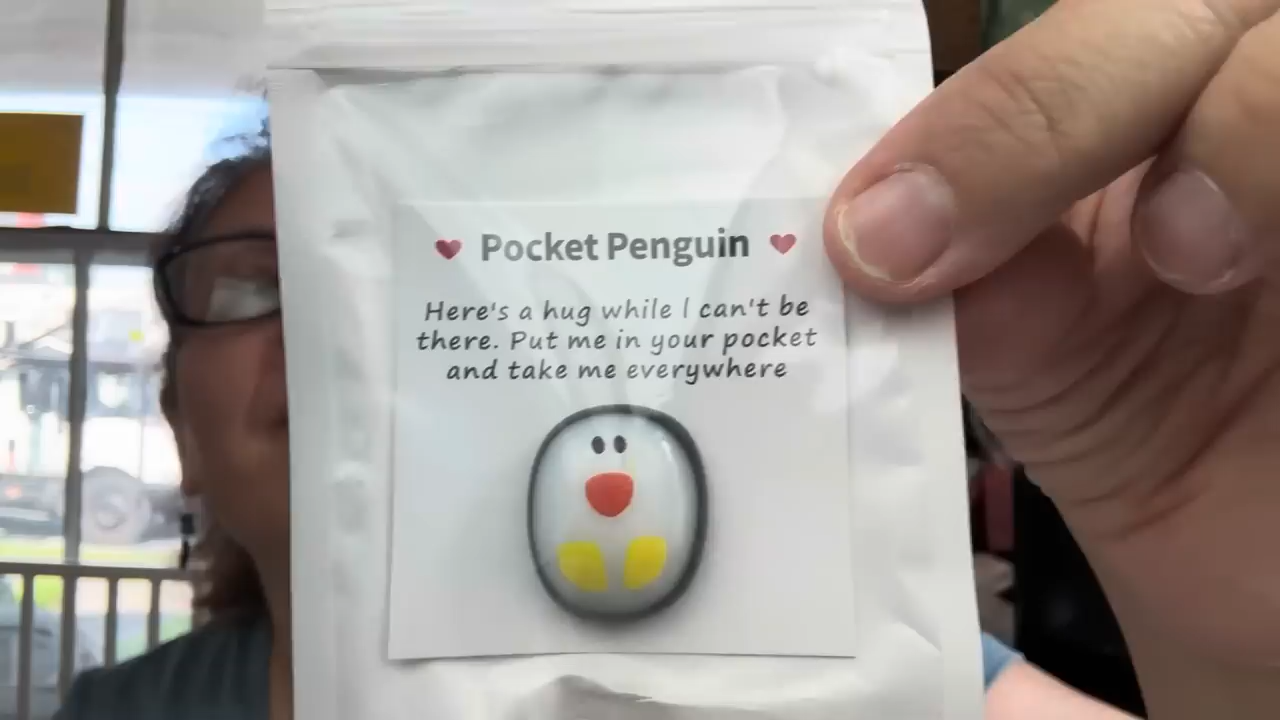 Pocket Penguin
Here's a hug while I can't be
there. Put me in your pocket
and take me everywhere